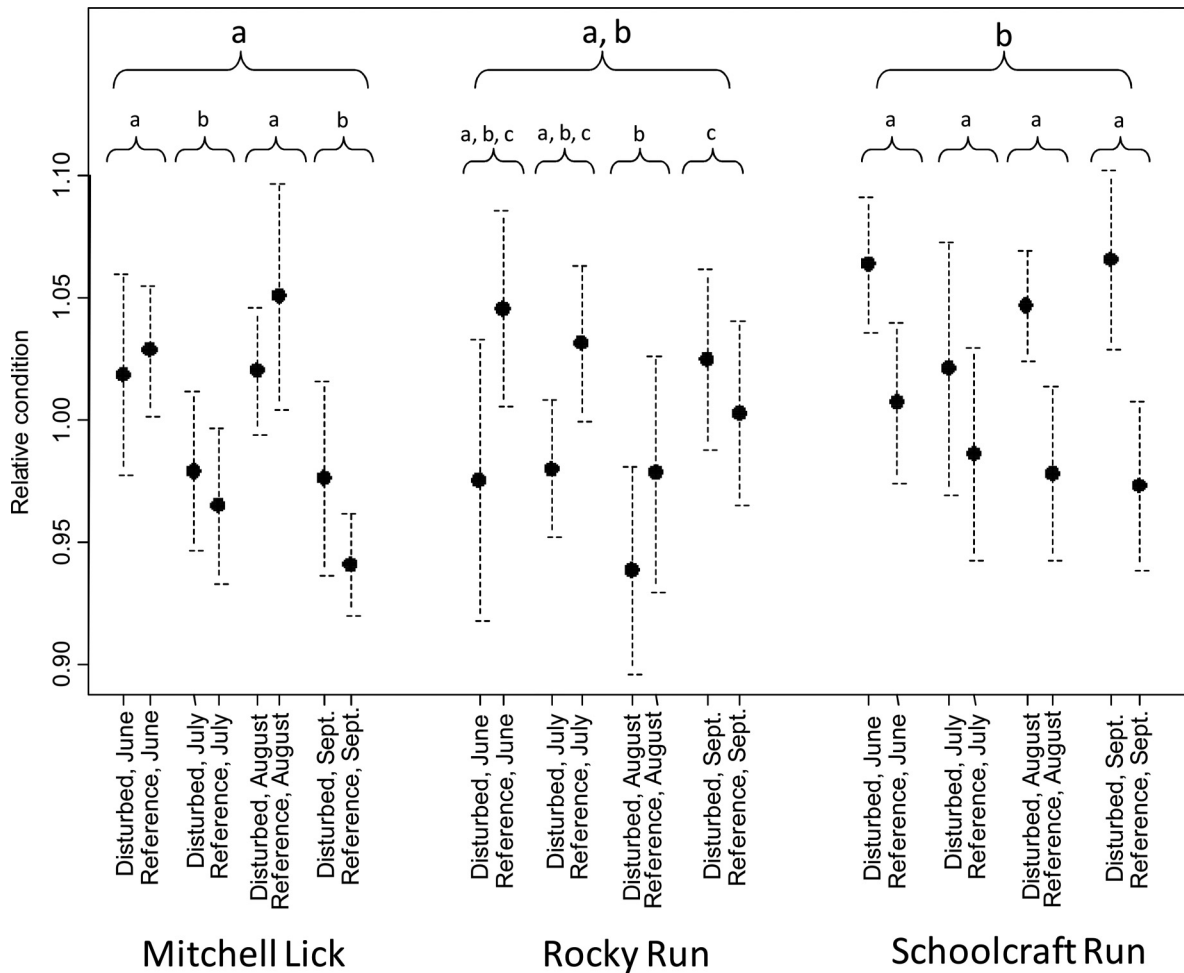 a
a, b
b
a
b
a
b
a, b, c
a, b, c
b
c
a
a
a
a
Relative condition
1.10
1.05
1.00
0.95
0.90
Disturbed, June
Reference, June
Disturbed, July
Reference, July
Disturbed, August
Reference, August
Disturbed, Sept.
Reference, Sept.
Disturbed, June
Reference, June
Disturbed, July
Reference, July
Disturbed, August
Reference, August
Disturbed, Sept.
Reference, Sept.
Disturbed, June
Reference, June
Disturbed, July
Reference, July
Disturbed, August
Reference, August
Disturbed, Sept.
Reference, Sept.
Mitchell Lick
Rocky Run
Schoolcraft Run